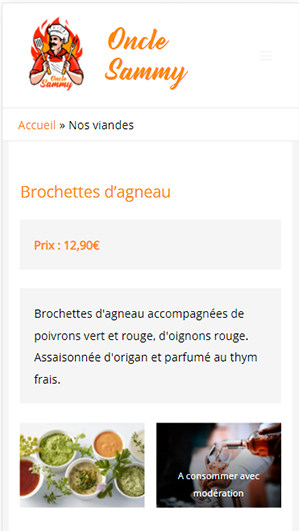 Oncle
Sammy
Oncle
Sammy
Accueil » Nos viandes
Brochettes d’agneau
Prix : 12,90€
Brochettes d'agneau accompagnées de
poivrons vert et rouge, d'oignons rouge.
Assaisonnée d'origan et parfumé au thym
frais.
A consommer avec
modération